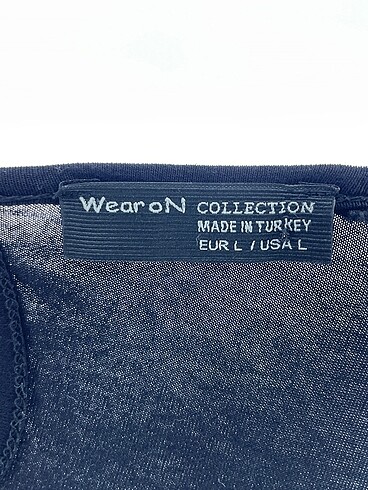 WearoN COLLECTION
MADE IN TURKEY
EUR L / USA L